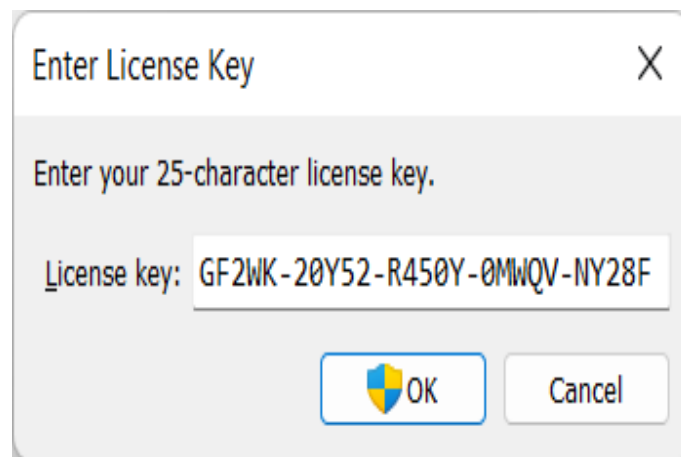 Enter License Key
Enter your 25-character license key.
License key: GF2WK-20Y52-R450Y-0MWQV-NY28F
OK Cancel